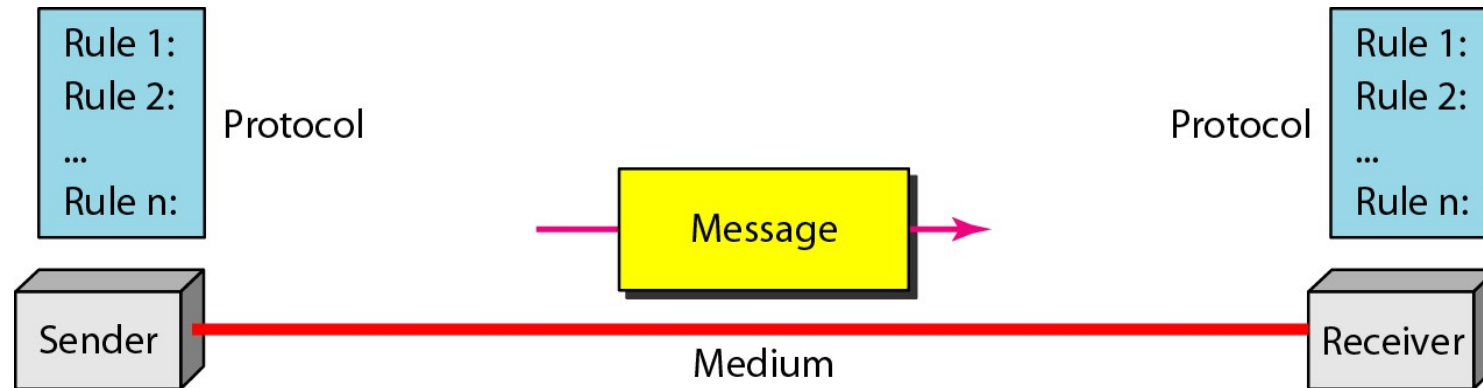 Rule 1:
Rule 2:
...
Rule n:
Protocol
Message
Protocol
Rule 1:
Rule 2:
...
Rule n:
Sender
Medium
Receiver